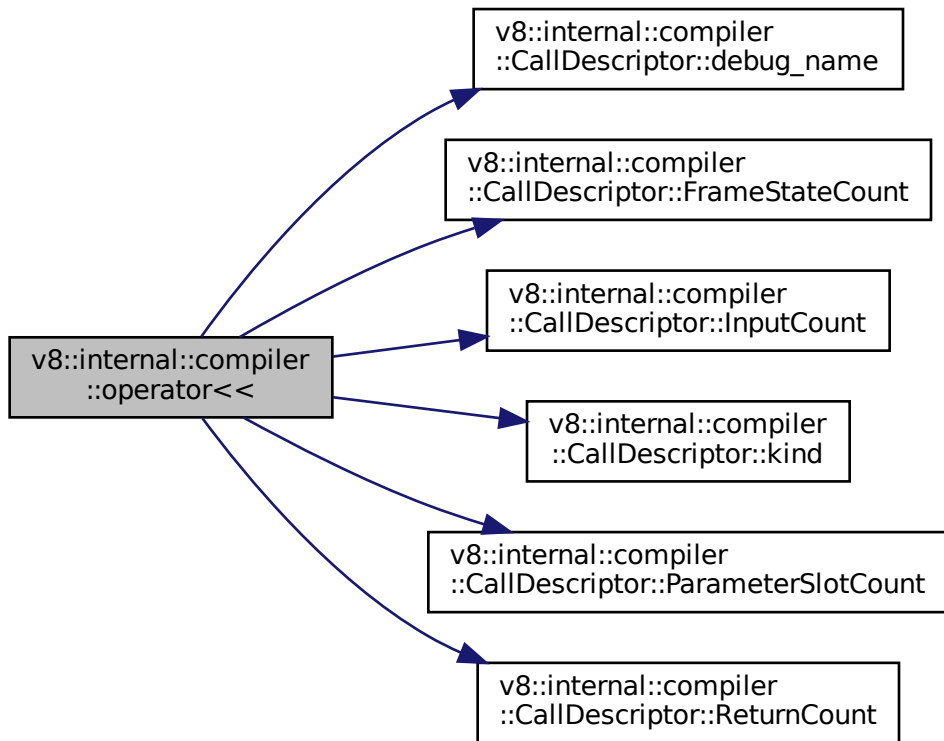 v8::internal::compiler
::CallDescriptor::debug_name
v8::internal::compiler
::CallDescriptor::FrameStateCount
v8::internal::compiler
::CallDescriptor::InputCount
v8::internal::compiler
::operator<<
v8::internal::compiler
::CallDescriptor::kind
v8::internal::compiler
::CallDescriptor::ParameterSlotCount
v8::internal::compiler
::CallDescriptor::ReturnCount